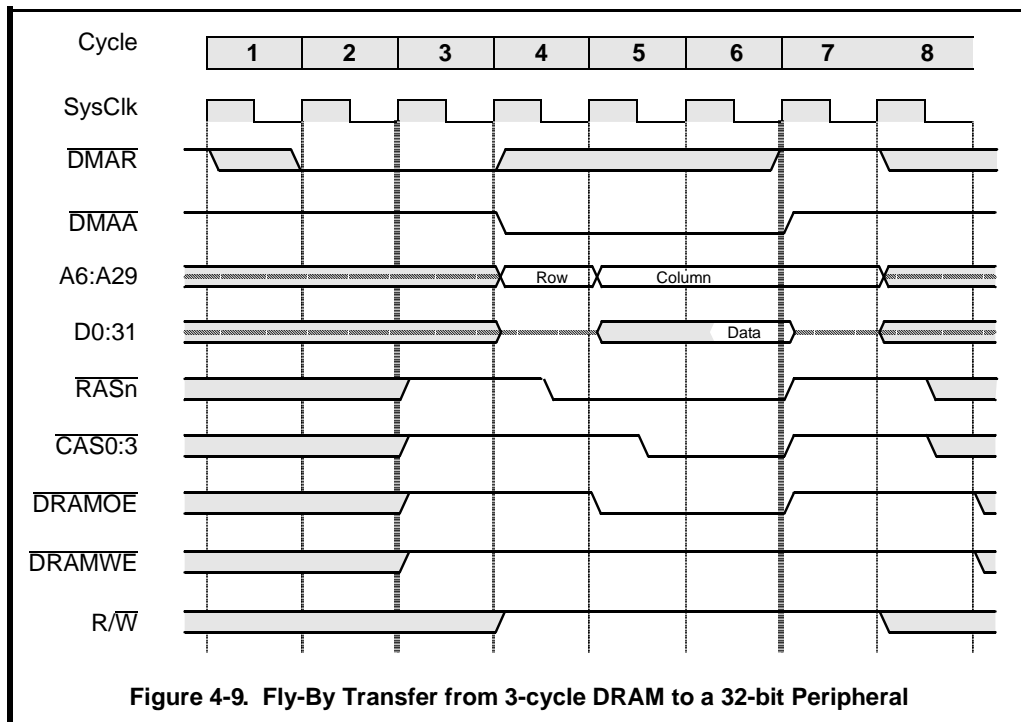 Cycle 1 2 3 4 5 6 7 8
SysClk
DMAR
DMAA
A6:A29 Row Column
D0:31 Data
RASn
CAS0:3
DRAMOE
DRAMWE
R/W
Figure 4-9. Fly-By Transfer from 3-cycle DRAM to a 32-bit Peripheral